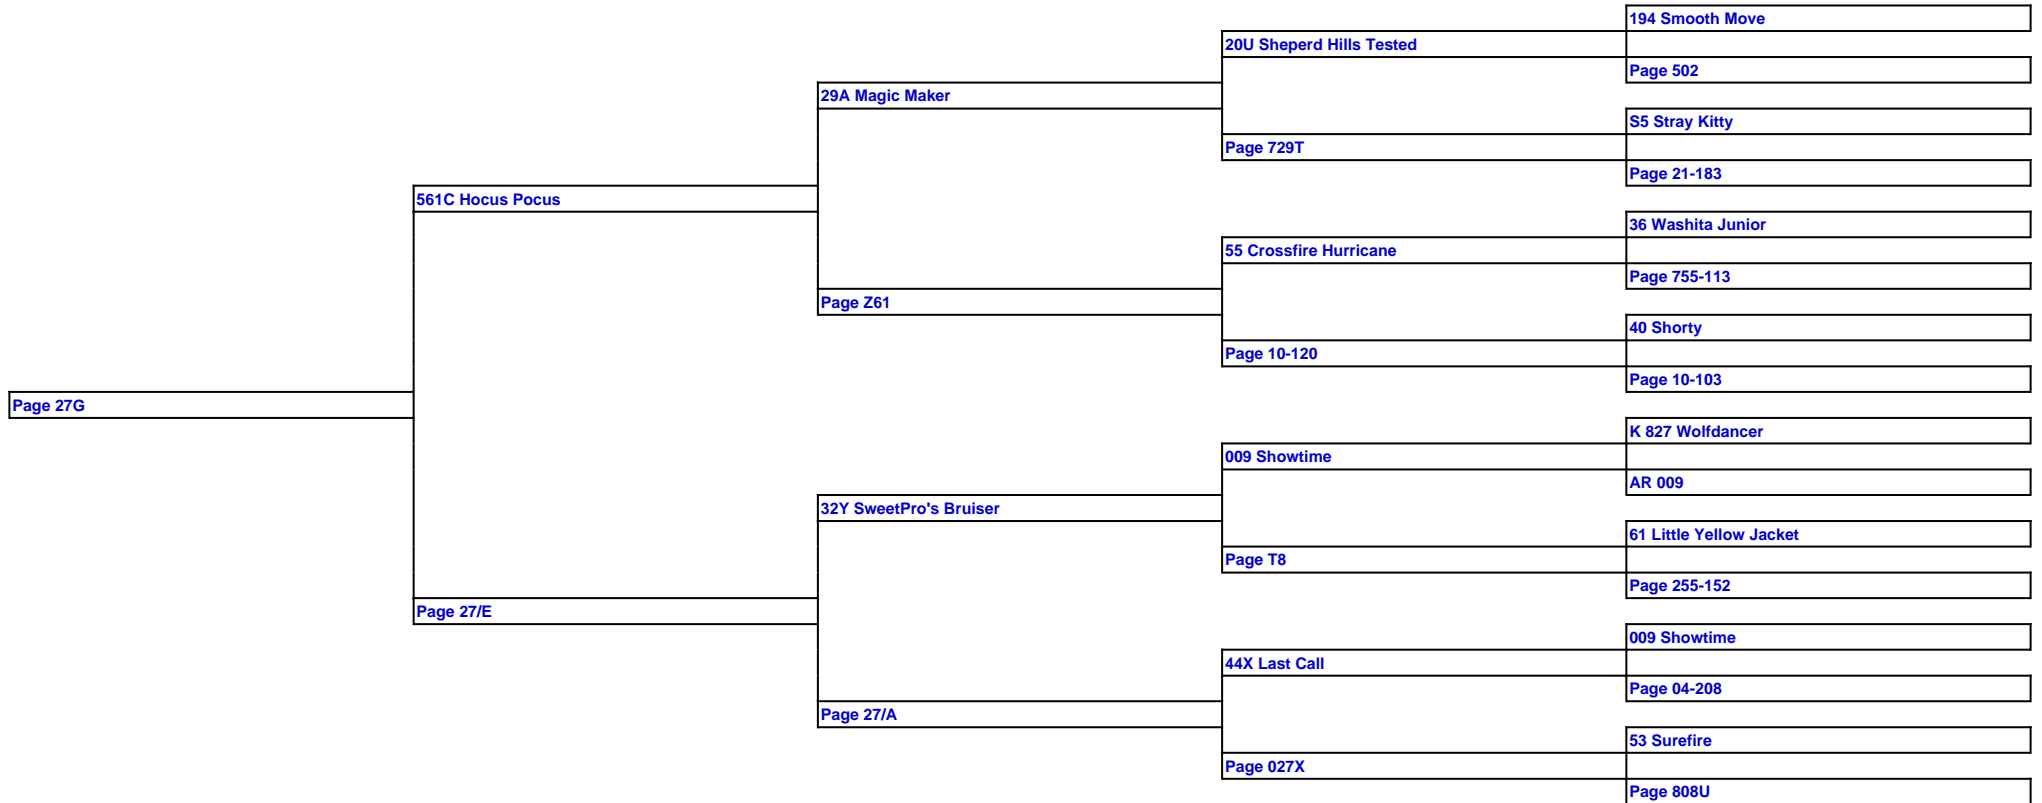 194 Smooth Move
20U Sheperd Hills Tested
Page 502
29A Magic Maker
S5 Stray Kitty
Page 729T
Page 21-183
561C Hocus Pocus
36 Washita Junior
55 Crossfire Hurricane
Page 755-113
Page Z61
40 Shorty
Page 10-120
Page 10-103
Page 27G
K 827 Wolfdancer
009 Showtime
AR 009
32Y SweetPro's Bruiser
61 Little Yellow Jacket
Page T8
Page 255-152
Page 27/E
009 Showtime
44X Last Call
Page 04-208
Page 27/A
53 Surefire
Page 027X
Page 808U